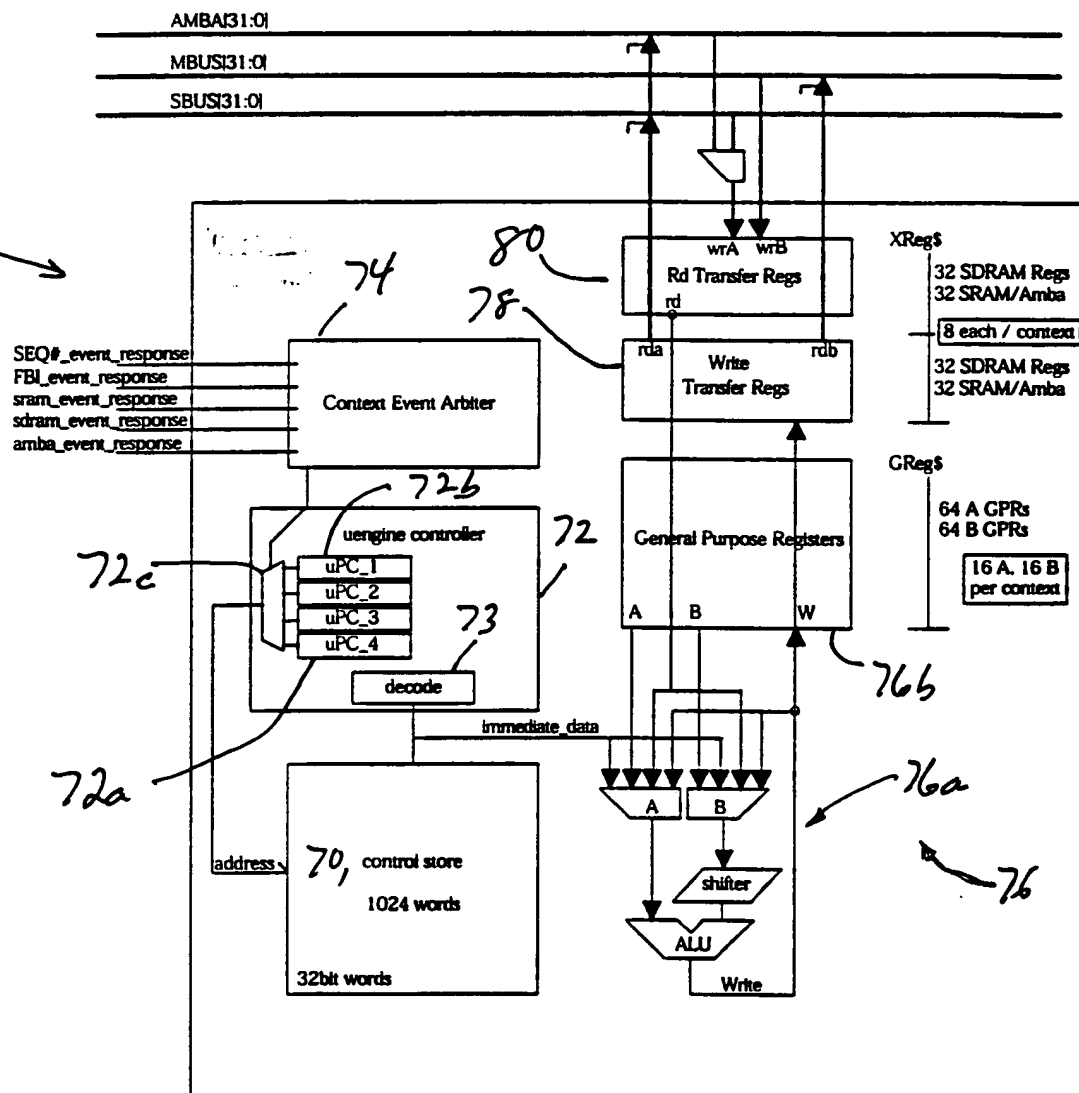 AMBA[31:0]
MBUS[31:0]
SBUS[31:0]
wrA wrB
Rd Transfer Regs
rd
80
XReg$
32 SDRAM Regs
32 SRAM/Amba
8 each / context
32 SDRAM Regs
32 SRAM/Amba
74
78
rda
rdb
Write
Transfer Regs
SEQ#_event_response
FBI_event_response
sram_event_response
sdram_event_response
amba_event_response
Context Event Arbiter
72b
uengine controller
72
72c
uPC_1
uPC_2
uPC_3
uPC_4
73
decode
72a
General Purpose Registers
A
B
W
GReg$
64 A GPRs
64 B GPRs
16 A. 16 B
per context
76b
immediate_data
A
B
76a
76
shifter
ALU
Write
address
70, control store
1024 words
32bit words